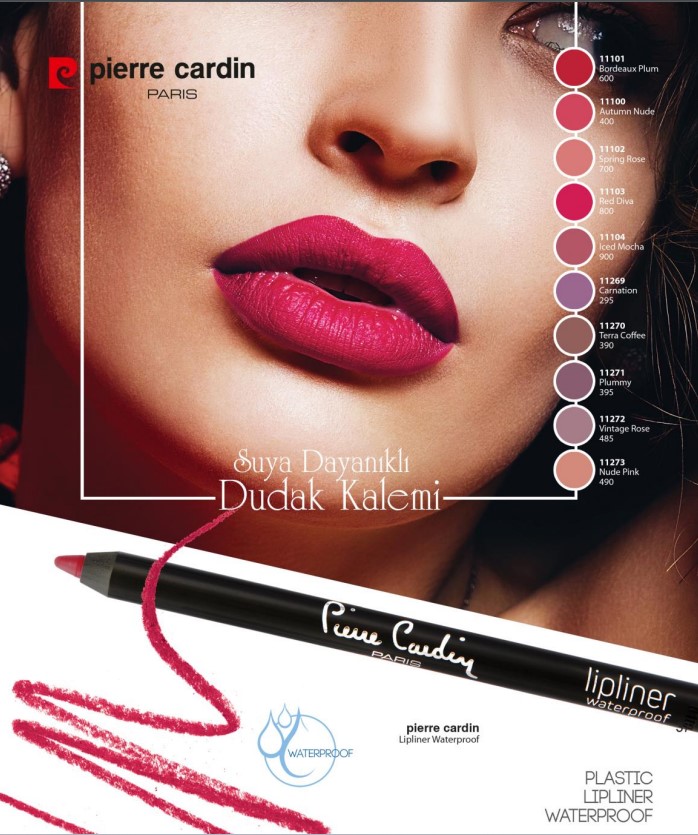 pierre cardin
PARIS
11101
Bordeaux Plum
600
11100
Autumn Nude
400
11102
Spring Rose
700
11103
Red Diva
800
11104
Iced Mocha
900
11269
Carnation
295
11270
Terra Coffee
390
11271
Plummy
395
11272
Vintage Rose
485
11273
Nude Pink
490
Suya Dayanıklı
Dudak Kalemi
Pierre Cardin
PARIS
lipliner
waterproof
WATERPROOF
pierre cardin
Lipliner Waterproof
PLASTIC
LIPLINER
WATERPROOF